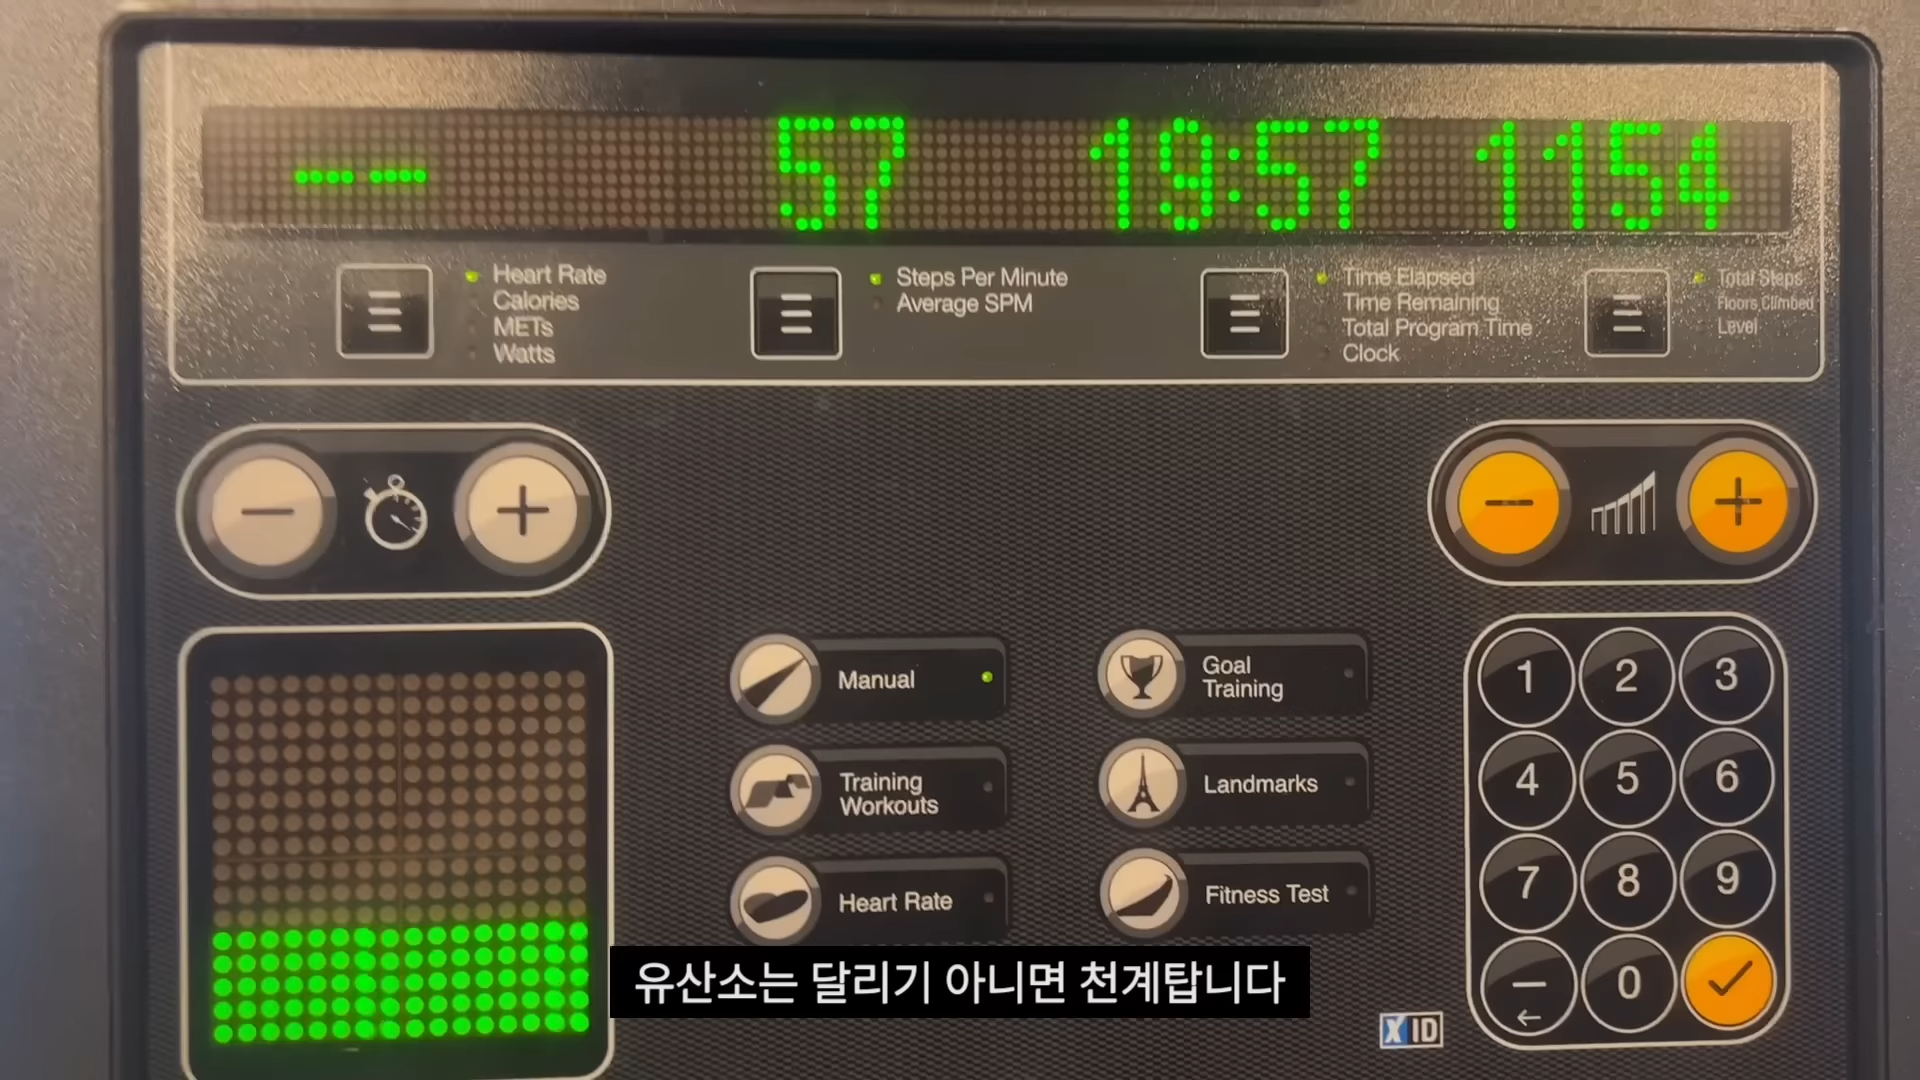 -- --
57
19:57
1154
Heart Rate
Calories
METs
Watts
Steps Per Minute
Average SPM
Time Elapsed
Time Remaining
Total Program Time
Clock
Total Steps
Floors Climbed
Level
Manual
Training
Workouts
Heart Rate
Goal
Training
Landmarks
Fitness Test
1 2 3
4 5 6
7 8 9
0
유산소는 달리기 아니면 천계탑니다
XID